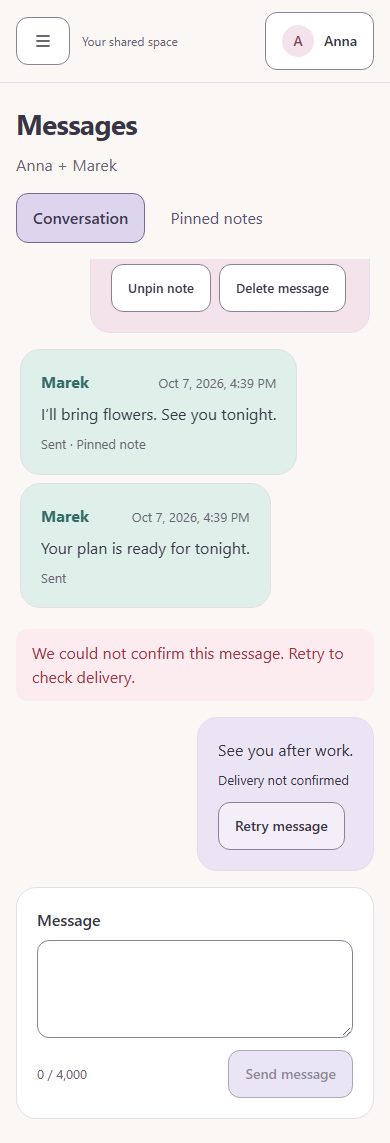 Your shared space
A
Anna
Messages
Anna + Marek
Conversation
Pinned notes
Unpin note
Delete message
Marek
Oct 7, 2026, 4:39 PM
I'll bring flowers. See you tonight.
Sent · Pinned note
Marek
Oct 7, 2026, 4:39 PM
Your plan is ready for tonight.
Sent
We could not confirm this message. Retry to
check delivery.
See you after work.
Delivery not confirmed
Retry message
Message
0 / 4,000
Send message